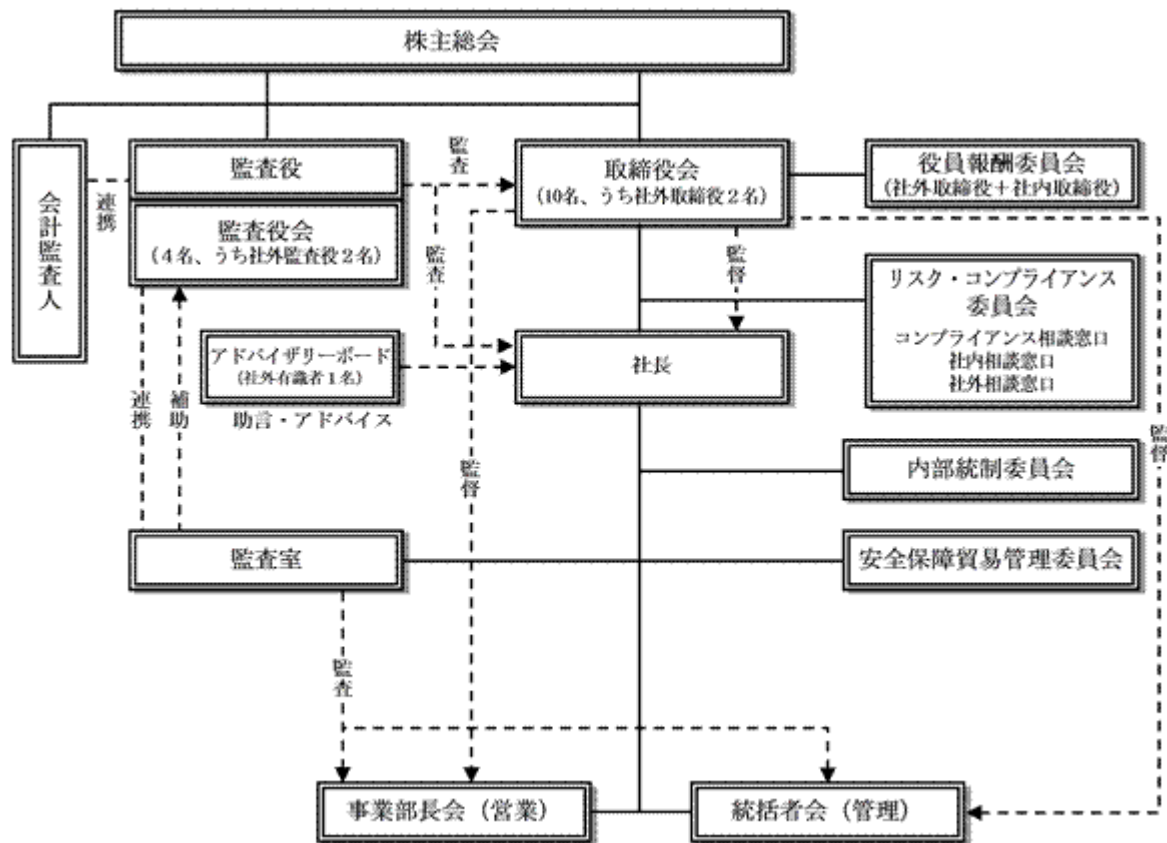 株主総会
会計監査人
連携
監査役
監査役会
(4名、うち社外監査役2名)
監査
監査
取締役会
(10名、うち社外取締役2名)
役員報酬委員会
(社外取締役+社内取締役)
監督
リスク・コンプライアンス
委員会
コンプライアンス相談窓口
社内相談窓口
社外相談窓口
アドバイザリーボード
(社外有識者1名)
助言・アドバイス
社長
連携
補助
監督
監督
内部統制委員会
監査室
安全保障貿易管理委員会
監査
事業部長会(営業)
統括者会(管理)